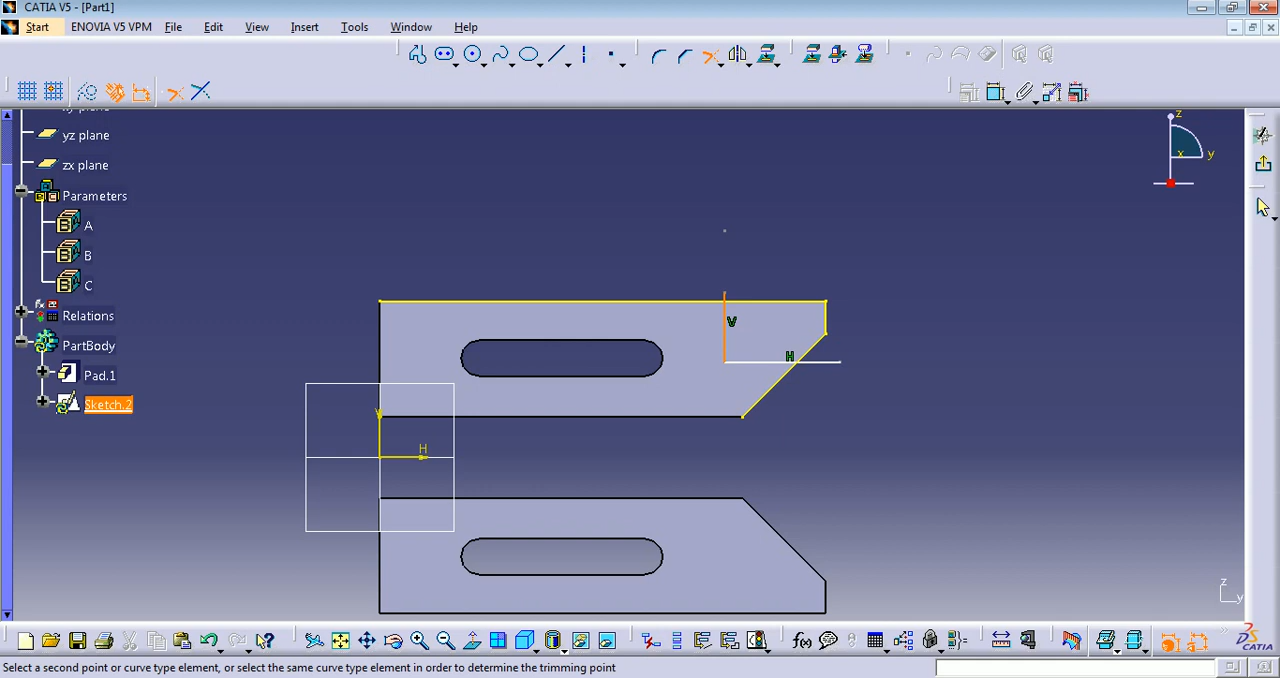 CATIA V5 - [Part1]
Start ENOVIA V5 VPM File Edit View Insert Tools Window Help
z
x y
yz plane
zx plane
Parameters
A
B
C
Relations
PartBody
Pad.1
Sketch.2
V
H
V
H
z
y
f(x)
CATIA
Select a second point or curve type element, or select the same curve type element in order to determine the trimming point